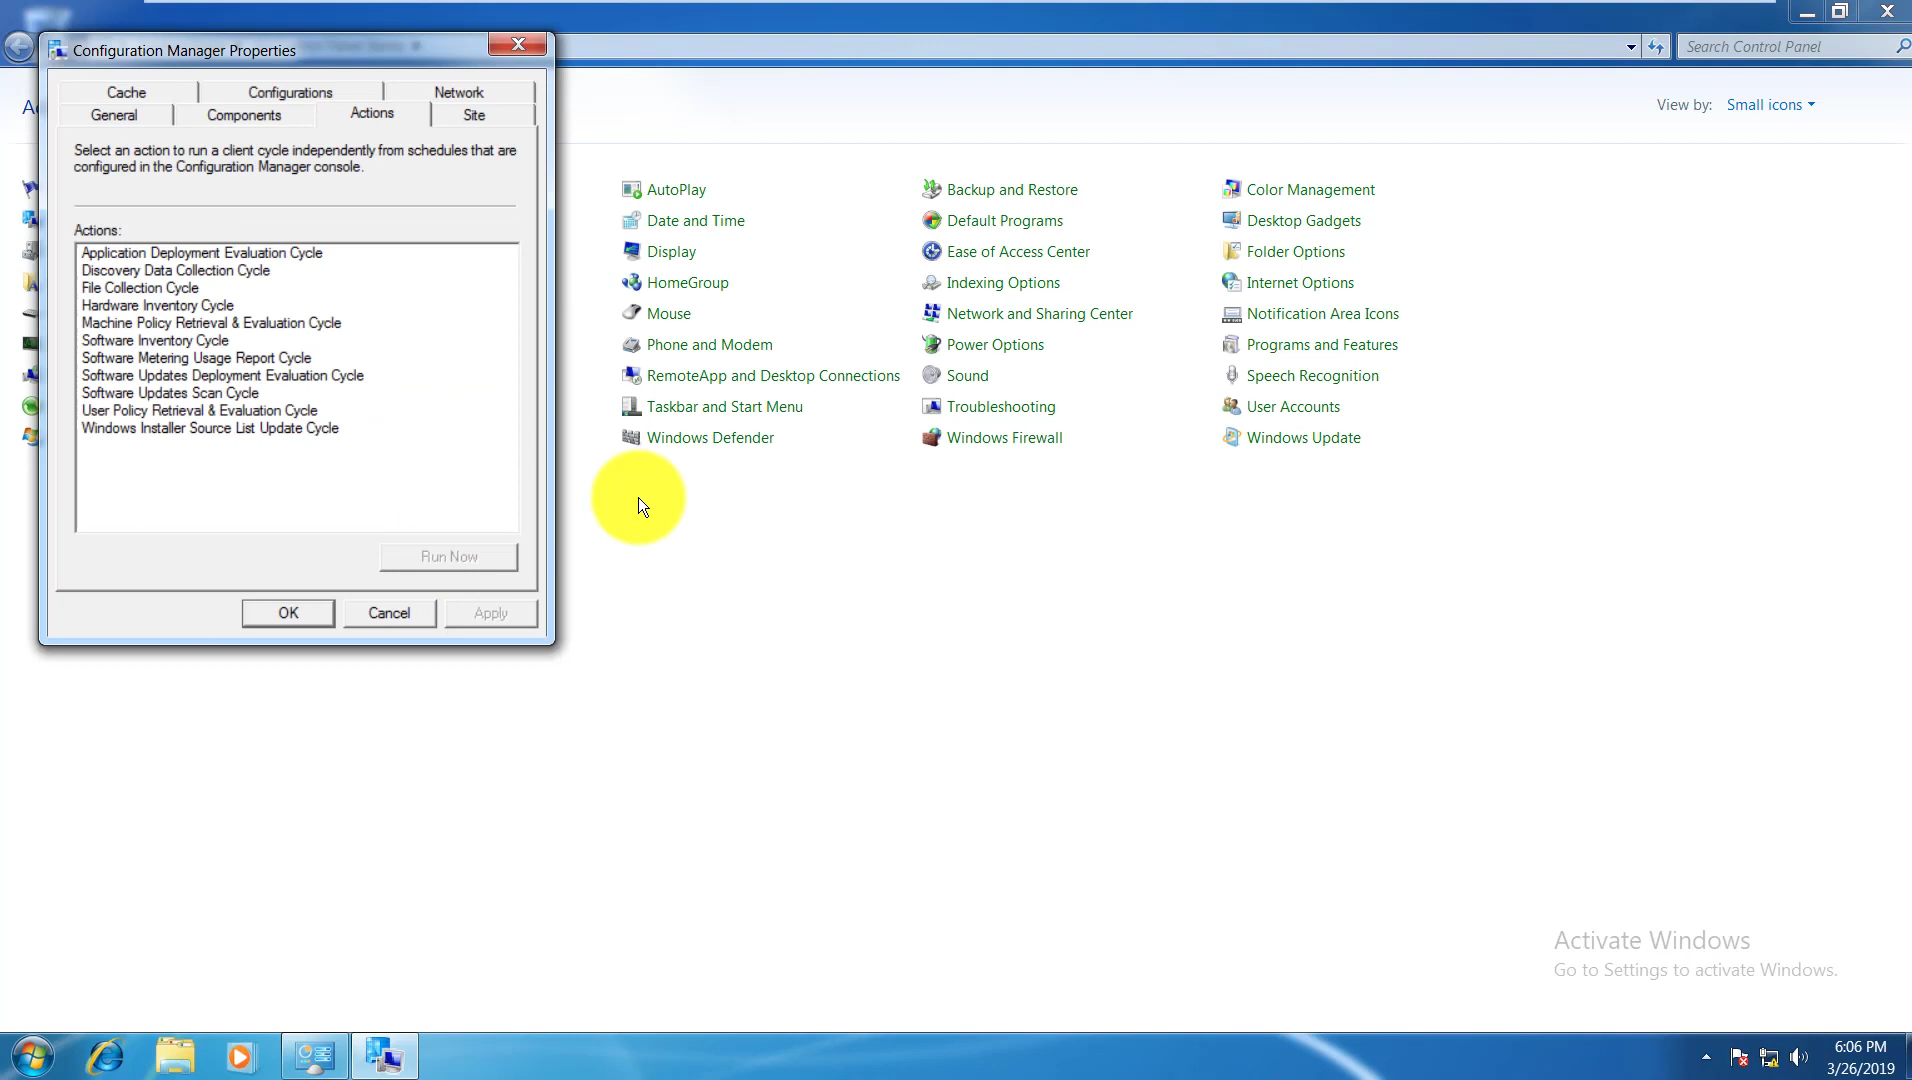 Configuration Manager Properties
Search Control Panel
Cache
Configurations
Network
General
Components
Actions
Site
View by:
Small icons
Select an action to run a client cycle independently from schedules that are
configured in the Configuration Manager console.
Actions:
Application Deployment Evaluation Cycle
Discovery Data Collection Cycle
File Collection Cycle
Hardware Inventory Cycle
Machine Policy Retrieval & Evaluation Cycle
Software Inventory Cycle
Software Metering Usage Report Cycle
Software Updates Deployment Evaluation Cycle
Software Updates Scan Cycle
User Policy Retrieval & Evaluation Cycle
Windows Installer Source List Update Cycle
Run Now
OK
Cancel
Apply
AutoPlay
Backup and Restore
Color Management
Date and Time
Default Programs
Desktop Gadgets
Display
Ease of Access Center
Folder Options
HomeGroup
Indexing Options
Internet Options
Mouse
Network and Sharing Center
Notification Area Icons
Phone and Modem
Power Options
Programs and Features
RemoteApp and Desktop Connections
Sound
Speech Recognition
Taskbar and Start Menu
Troubleshooting
User Accounts
Windows Defender
Windows Firewall
Windows Update
Activate Windows
Go to Settings to activate Windows.
6:06 PM
3/26/2019